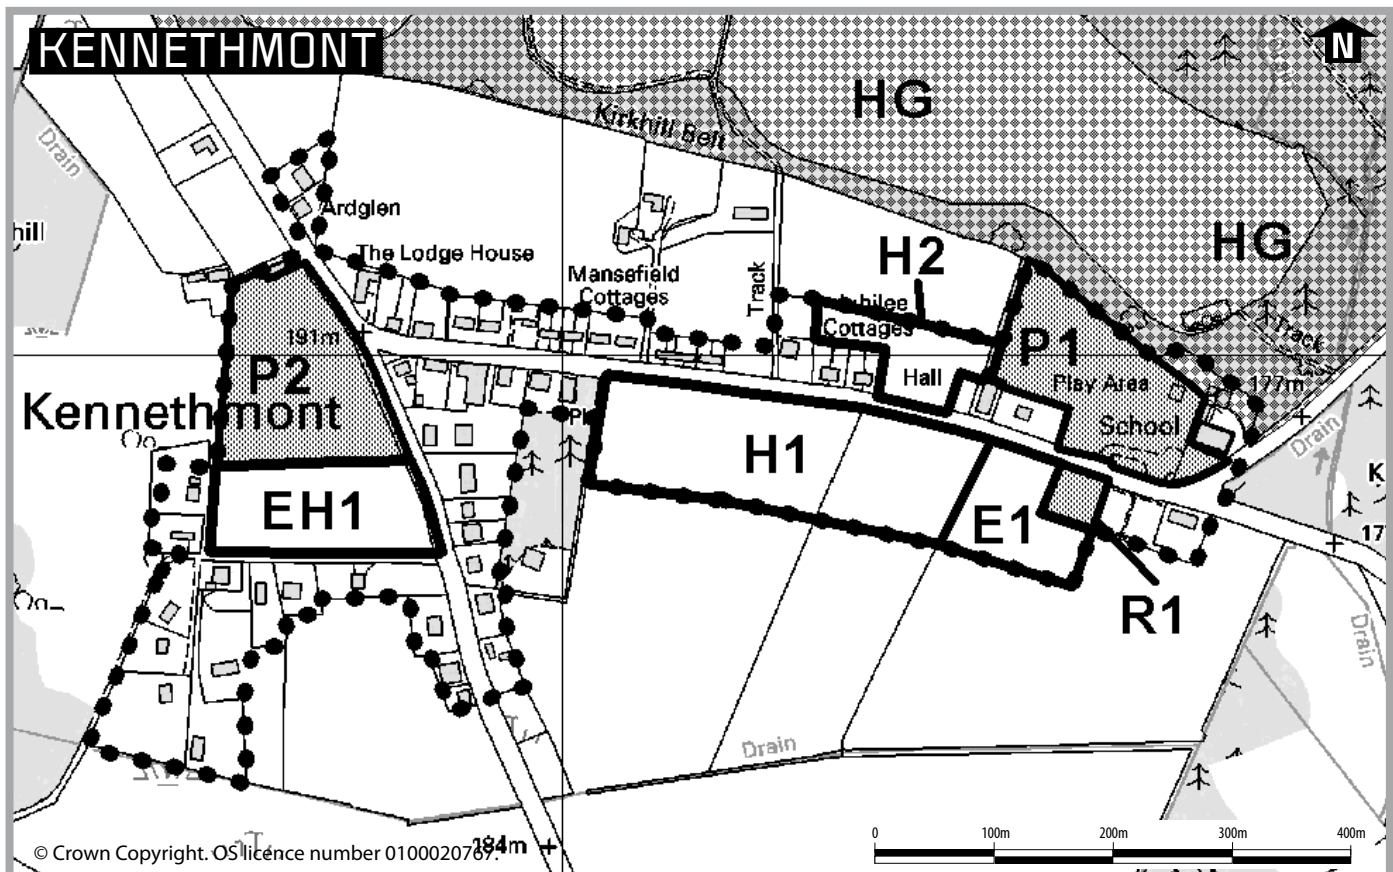 KENNETHMONT
N
HG
Kirkhill Belt
Drain
hill
Ardglen
The Lodge House
H2
HG
Mansefield
Cottages
Track
Jubilee
Cottages
191m
P2
P1
Track
Hall
Play Area
177m
Kennethmont
School
Drain
H1
EH1
E1
K
177
R1
Drain
Drain
0 100m 200m 300m 400m
184m
© Crown Copyright. OS licence number 0100020767.